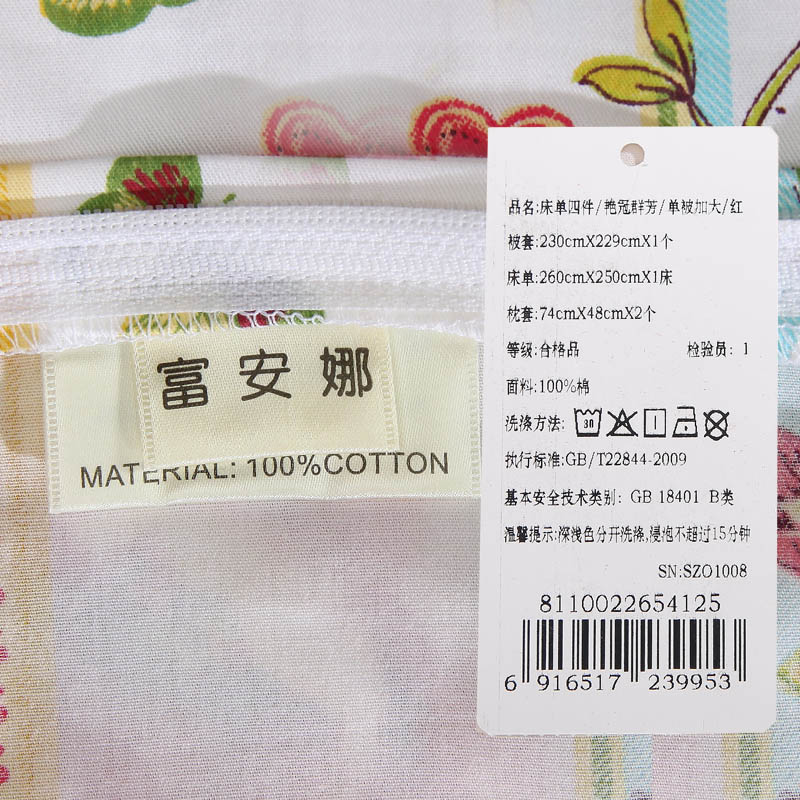 富安娜
MATERIAL: 100%COTTON
品名:床单四件/艳冠群芳/单被加大/红
被套:230cmX229cmX1个
床单:260cmX250cmX1床
枕套:74cmX48cmX2个
等级:合格品 检验员: 1
面料:100%棉
洗涤方法: 30
执行标准:GB/T22844-2009
基本安全技术类别: GB 18401 B类
温馨提示:深浅色分开洗涤,浸泡不超过15分钟
SN:SZO1008
8110022654125
6 916517 239953